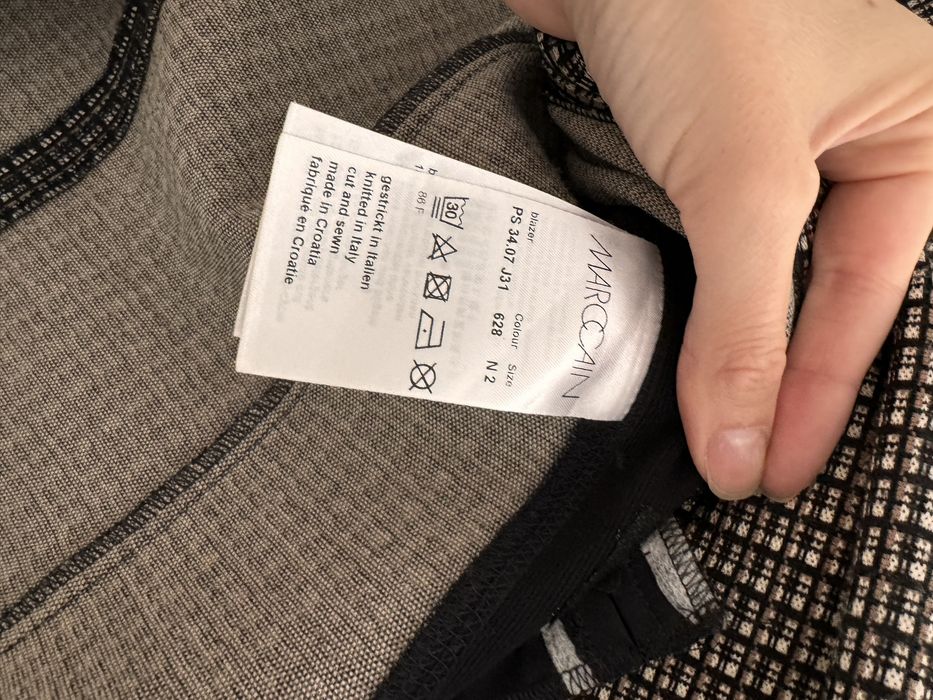 MARCCAIN
blazer Colour Size
PS 34.07 J31 628 N 2
30
gestrickt in Italien
knitted in Italy
cut and sewn
made in Croatia
fabriqué en Croatie